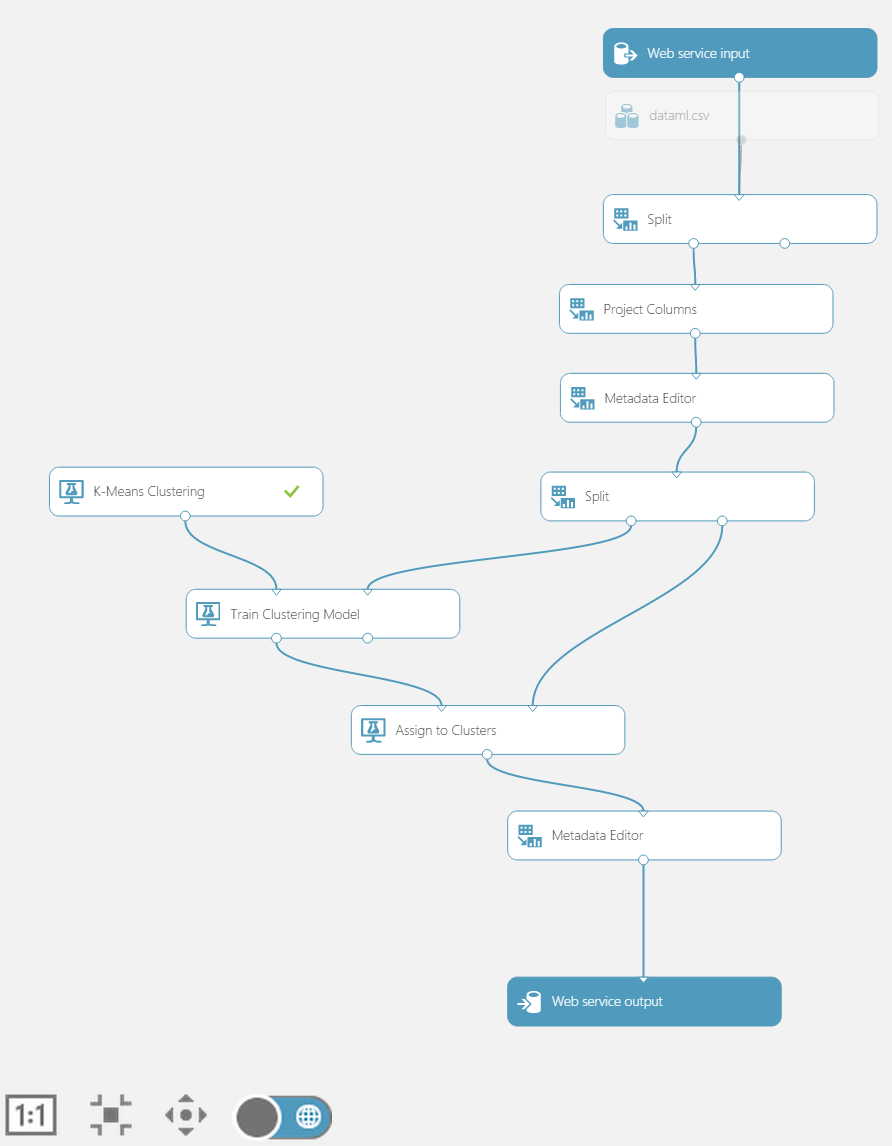 Web service input
dataml.csv
Split
Project Columns
Metadata Editor
K-Means Clustering
Split
Train Clustering Model
Assign to Clusters
Metadata Editor
Web service output
1:1